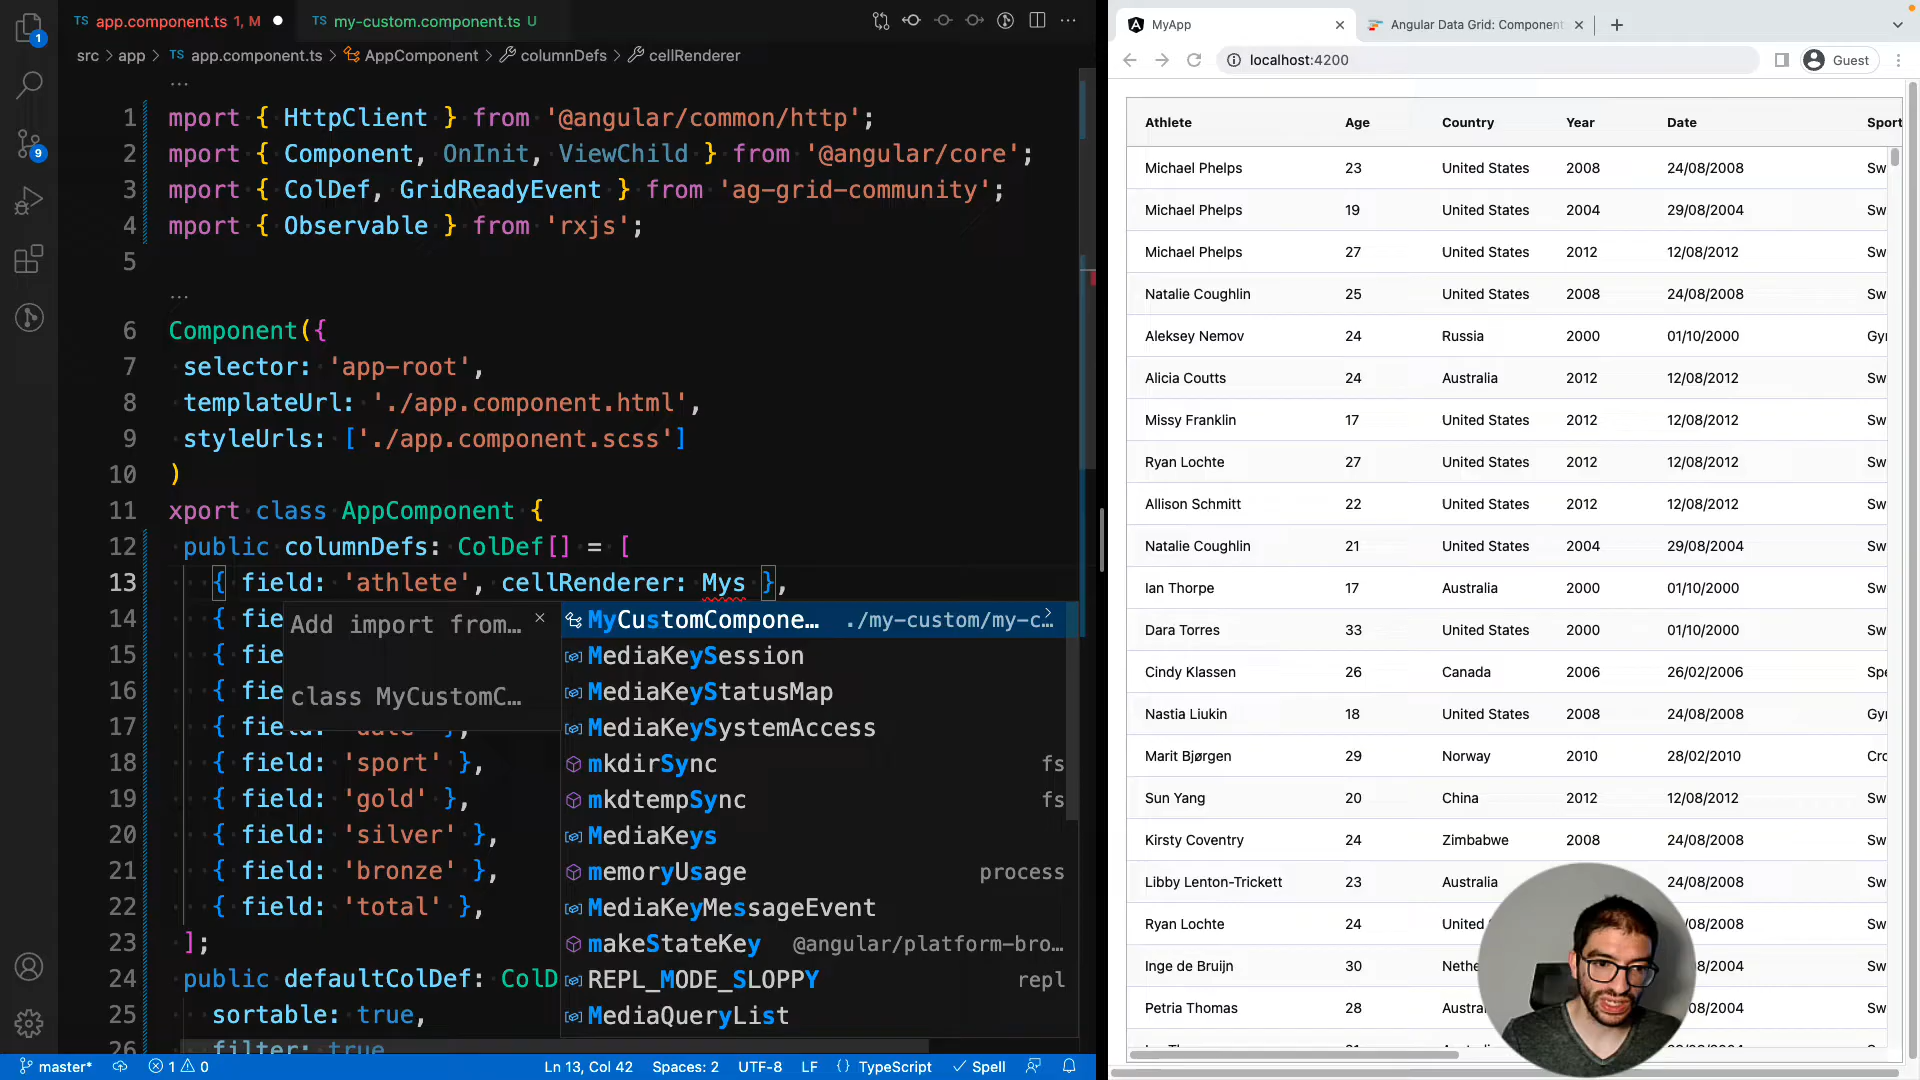 TS app.component.ts 1, M
TS my-custom.component.ts U
src > app > TS app.component.ts > AppComponent > columnDefs > cellRenderer
1
9
...
1 mport { HttpClient } from '@angular/common/http';
2 mport { Component, OnInit, ViewChild } from '@angular/core';
3 mport { ColDef, GridReadyEvent } from 'ag-grid-community';
4 mport { Observable } from 'rxjs';
5
...
6 Component({
7 selector: 'app-root',
8 templateUrl: './app.component.html',
9 styleUrls: ['./app.component.scss']
10 )
11 xport class AppComponent {
12 public columnDefs: ColDef[] = [
13 { field: 'athlete', cellRenderer: Mys },
14 { fie
15 { fie
16 { fie
17 { field: 'date' },
18 { field: 'sport' },
19 { field: 'gold' },
20 { field: 'silver' },
21 { field: 'bronze' },
22 { field: 'total' },
23 ];
24 public defaultColDef: ColD
25 sortable: true,
26 filter: true
Add import from...
class MyCustomC...
MyCustomCompone... ./my-custom/my-c...
MediaKeySession
MediaKeyStatusMap
MediaKeySystemAccess
mkdirSync fs
mkdtempSync fs
MediaKeys
memoryUsage process
MediaKeyMessageEvent
makeStateKey @angular/platform-bro...
REPL_MODE_SLOPPY repl
MediaQueryList
master* 1 0 Ln 13, Col 42 Spaces: 2 UTF-8 LF {} TypeScript Spell
MyApp
Angular Data Grid: Component
localhost:4200
Guest
Athlete Age Country Year Date Sport
Michael Phelps 23 United States 2008 24/08/2008 Sw
Michael Phelps 19 United States 2004 29/08/2004 Sw
Michael Phelps 27 United States 2012 12/08/2012 Sw
Natalie Coughlin 25 United States 2008 24/08/2008 Sw
Aleksey Nemov 24 Russia 2000 01/10/2000 Gy
Alicia Coutts 24 Australia 2012 12/08/2012 Sw
Missy Franklin 17 United States 2012 12/08/2012 Sw
Ryan Lochte 27 United States 2012 12/08/2012 Sw
Allison Schmitt 22 United States 2012 12/08/2012 Sw
Natalie Coughlin 21 United States 2004 29/08/2004 Sw
Ian Thorpe 17 Australia 2000 01/10/2000 Sw
Dara Torres 33 United States 2000 01/10/2000 Sw
Cindy Klassen 26 Canada 2006 26/02/2006 Spe
Nastia Liukin 18 United States 2008 24/08/2008 Gy
Marit Bjørgen 29 Norway 2010 28/02/2010 Cro
Sun Yang 20 China 2012 12/08/2012 Sw
Kirsty Coventry 24 Zimbabwe 2008 24/08/2008 Sw
Libby Lenton-Trickett 23 Australia 24/08/2008 Sw
Ryan Lochte 24 United 08/2008 Sw
Inge de Bruijn 30 Nethe 08/2004 Sw
Petria Thomas 28 Austra 08/2004 Sw